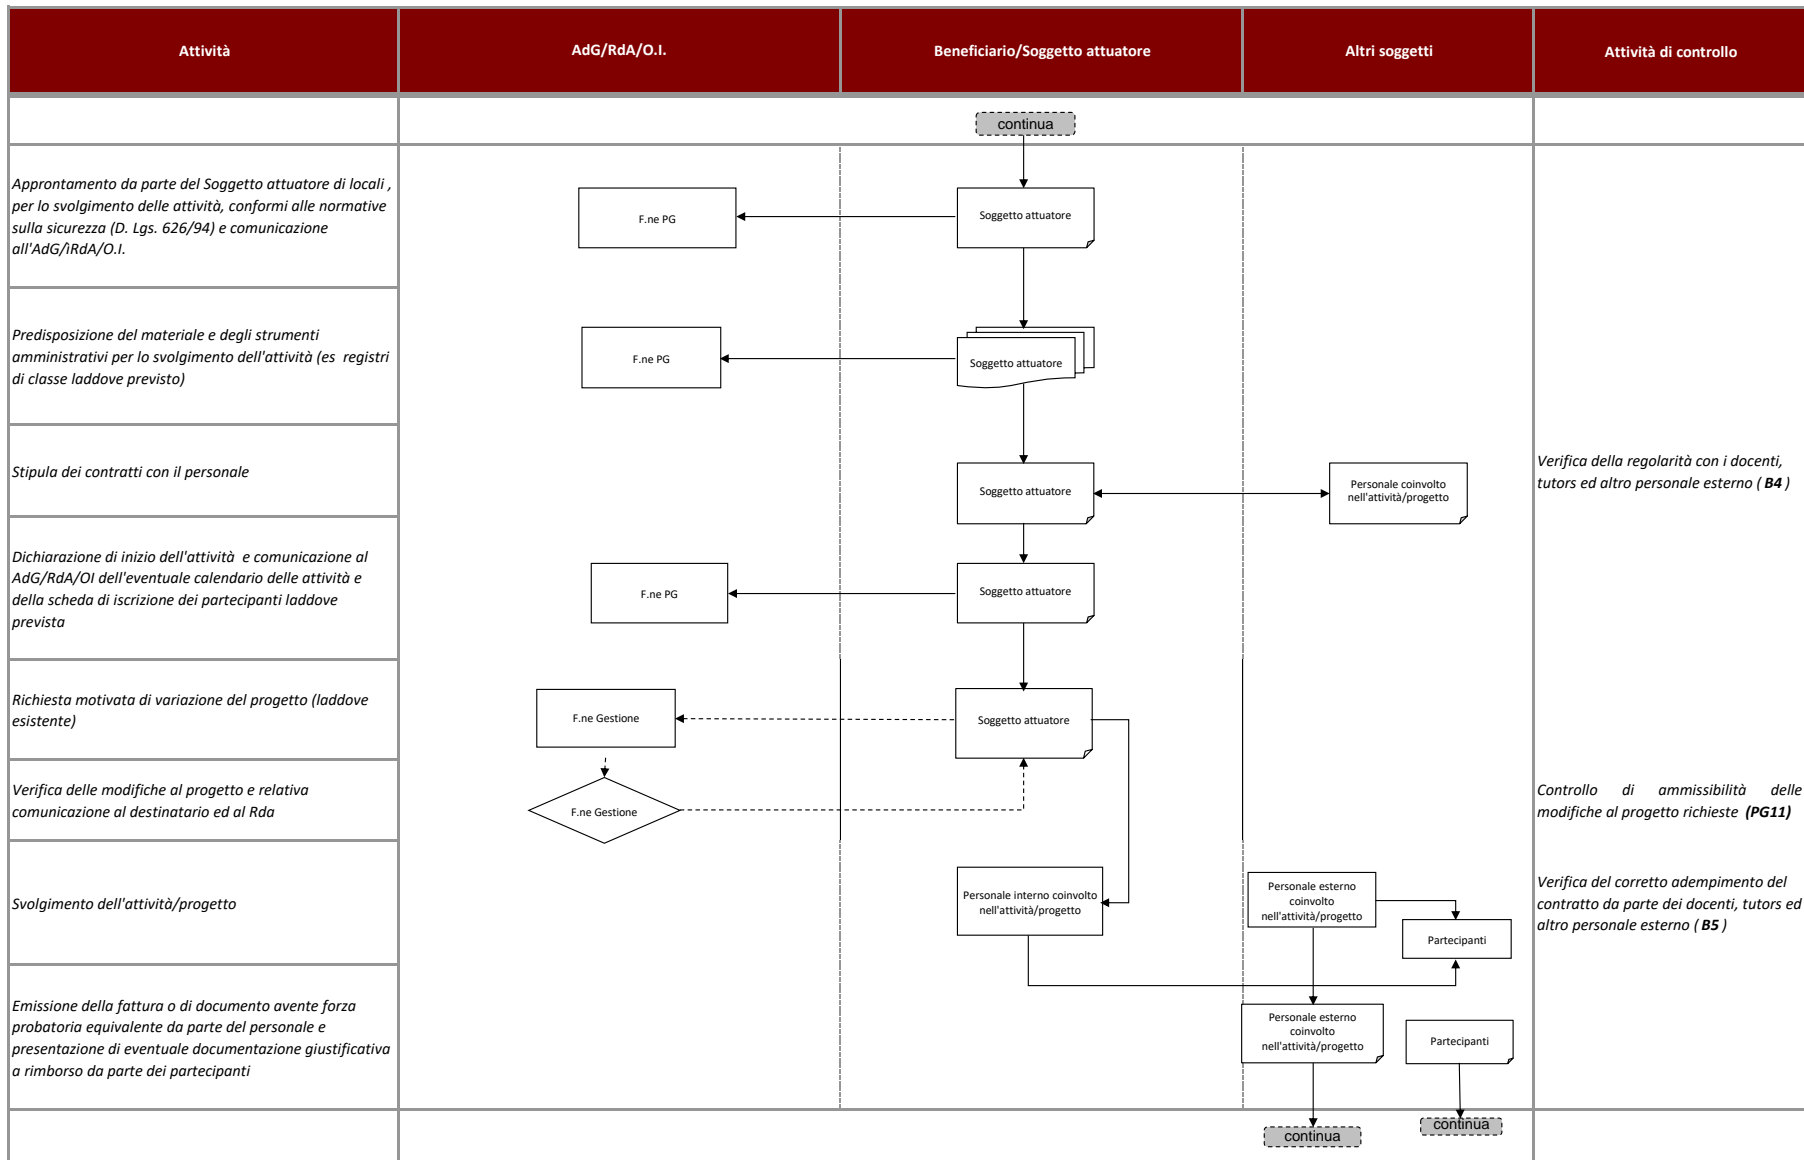 Attività
AdG/RdA/O.I.
Beneficiario/Soggetto attuatore
Altri soggetti
Attività di controllo
continua
Approntamento da parte del Soggetto attuatore di locali ,
per lo svolgimento delle attività, conformi alle normative
sulla sicurezza (D. Lgs. 626/94) e comunicazione
all'AdG/iRdA/O.I.
F.ne PG
Soggetto attuatore
Predisposizione del materiale e degli strumenti
amministrativi per lo svolgimento dell'attività (es registri
di classe laddove previsto)
F.ne PG
Soggetto attuatore
Stipula dei contratti con il personale
Soggetto attuatore
Personale coinvolto
nell'attività/progetto
Verifica della regolarità con i docenti,
tutors ed altro personale esterno ( B4 )
Dichiarazione di inizio dell'attività e comunicazione al
AdG/RdA/OI dell'eventuale calendario delle attività e
della scheda di iscrizione dei partecipanti laddove
prevista
F.ne PG
Soggetto attuatore
Richiesta motivata di variazione del progetto (laddove
esistente)
F.ne Gestione
Soggetto attuatore
Verifica delle modifiche al progetto e relativa
comunicazione al destinatario ed al Rda
F.ne Gestione
Controllo di ammissibilità delle
modifiche al progetto richieste (PG11)
Svolgimento dell'attività/progetto
Personale interno coinvolto
nell'attività/progetto
Personale esterno
coinvolto
nell'attività/progetto
Partecipanti
Verifica del corretto adempimento del
contratto da parte dei docenti, tutors ed
altro personale esterno ( B5 )
Emissione della fattura o di documento avente forza
probatoria equivalente da parte del personale e
presentazione di eventuale documentazione giustificativa
a rimborso da parte dei partecipanti
Personale esterno
coinvolto
nell'attività/progetto
Partecipanti
continua
continua